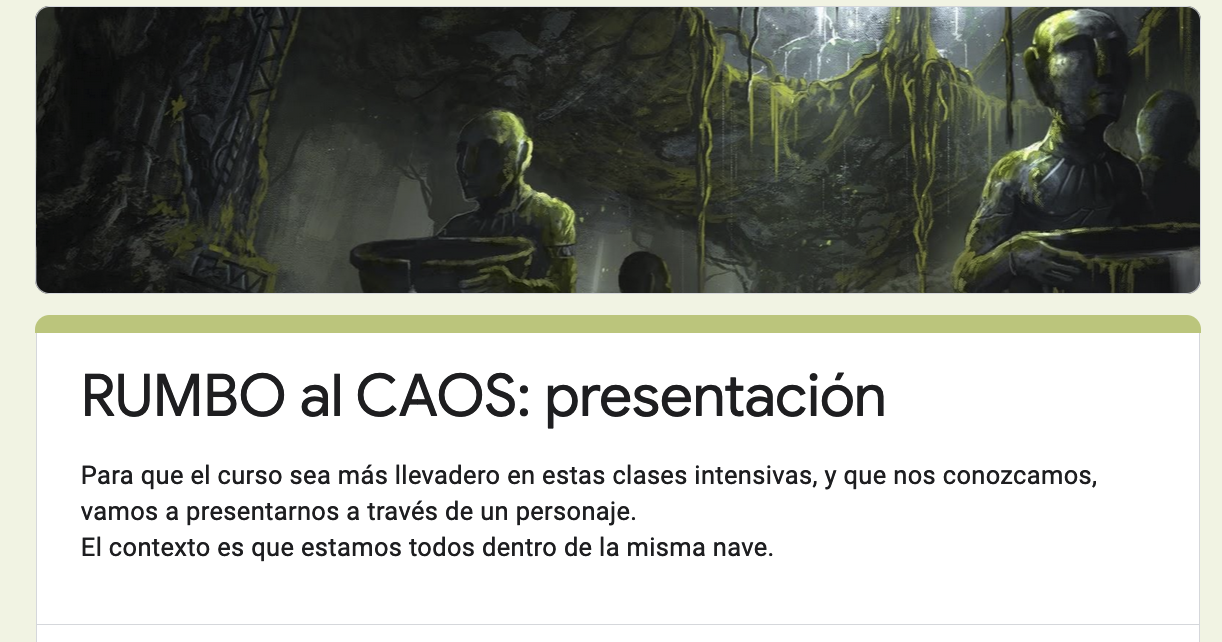 RUMBO al CAOS: presentación
Para que el curso sea más llevadero en estas clases intensivas, y que nos conozcamos,
vamos a presentarnos a través de un personaje.
El contexto es que estamos todos dentro de la misma nave.